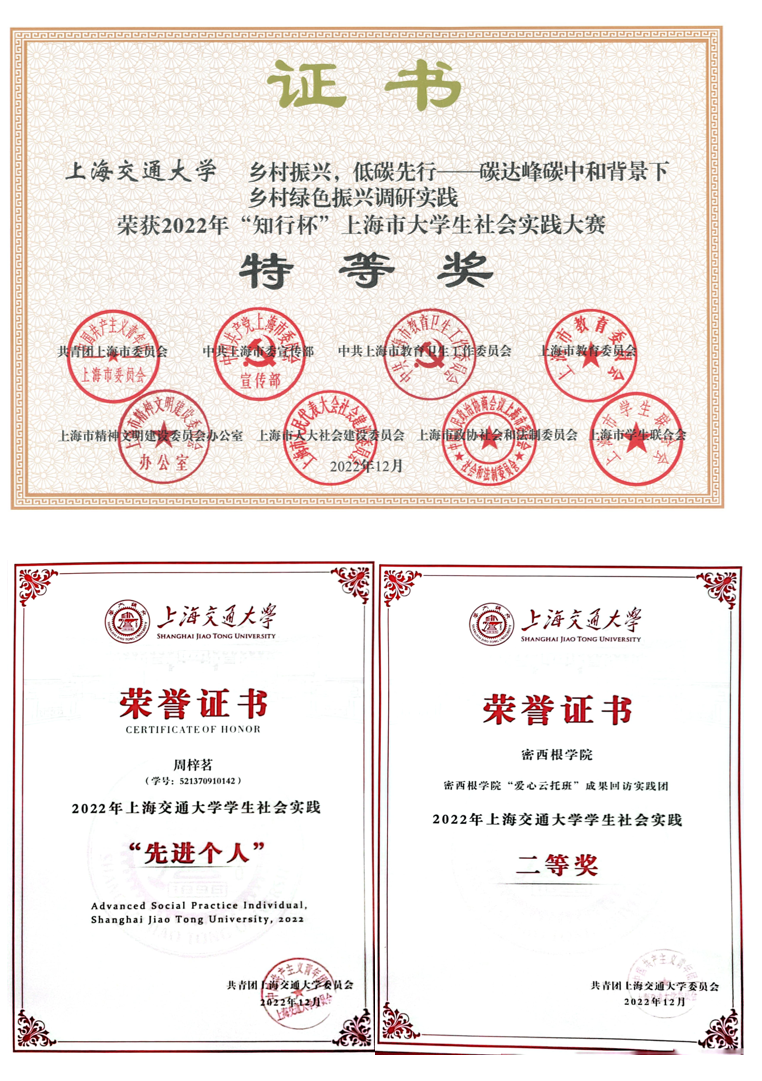 证书
上海交通大学 乡村振兴，低碳先行——碳达峰碳中和背景下
乡村绿色振兴调研实践
荣获2022年“知行杯”上海市大学生社会实践大赛
特等奖
共青团上海市委员会 中共上海市委宣传部 中共上海市教育卫生工作委员会 上海市教育委员会
上海市精神文明建设委员会办公室 上海市人大社会建设委员会 上海市政协社会和法制委员会 上海市学生联合会
2022年12月
上海交通大学
SHANGHAI JIAO TONG UNIVERSITY
荣誉证书
CERTIFICATE OF HONOR
周梓茗
（学号：521370910142）
2022年上海交通大学学生社会实践
“先进个人”
Advanced Social Practice Individual,
Shanghai Jiao Tong University, 2022
共青团上海交通大学委员会
2022年12月
上海交通大学
SHANGHAI JIAO TONG UNIVERSITY
荣誉证书
密西根学院
密西根学院“爱心云托班”成果回访实践团
2022年上海交通大学学生社会实践
二等奖
共青团上海交通大学委员会
2022年12月